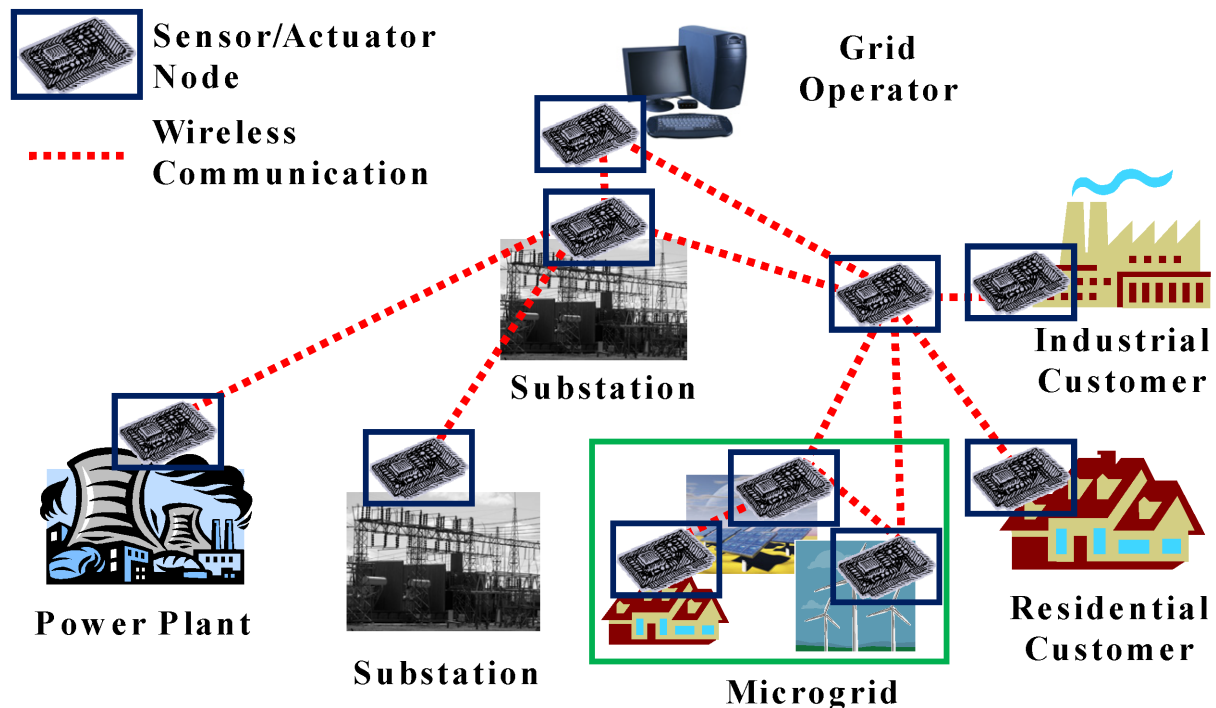 Sensor/Actuator
Node
Wireless
Communication
Grid
Operator
Substation
Industrial
Customer
Power Plant
Substation
Microgrid
Residential
Customer